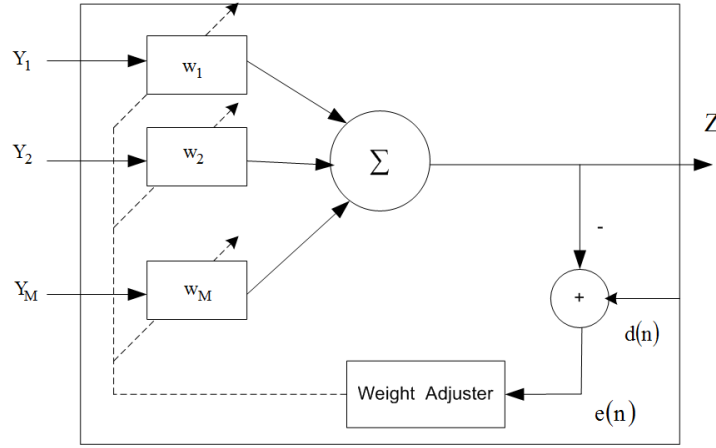 Y1
w1
Y2
w2
Σ
Z
-
YM
wM
+
d(n)
Weight Adjuster
e(n)